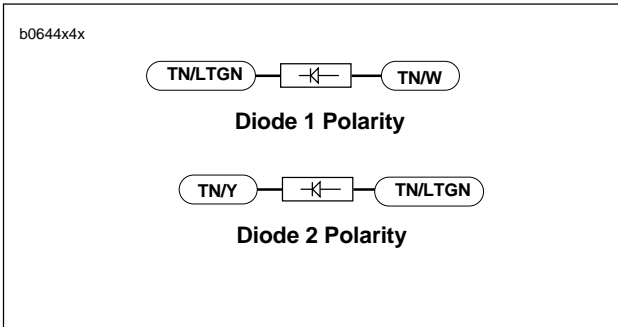 b0644x4x
TN/LTGN TN/W
Diode 1 Polarity
TN/Y TN/LTGN
Diode 2 Polarity